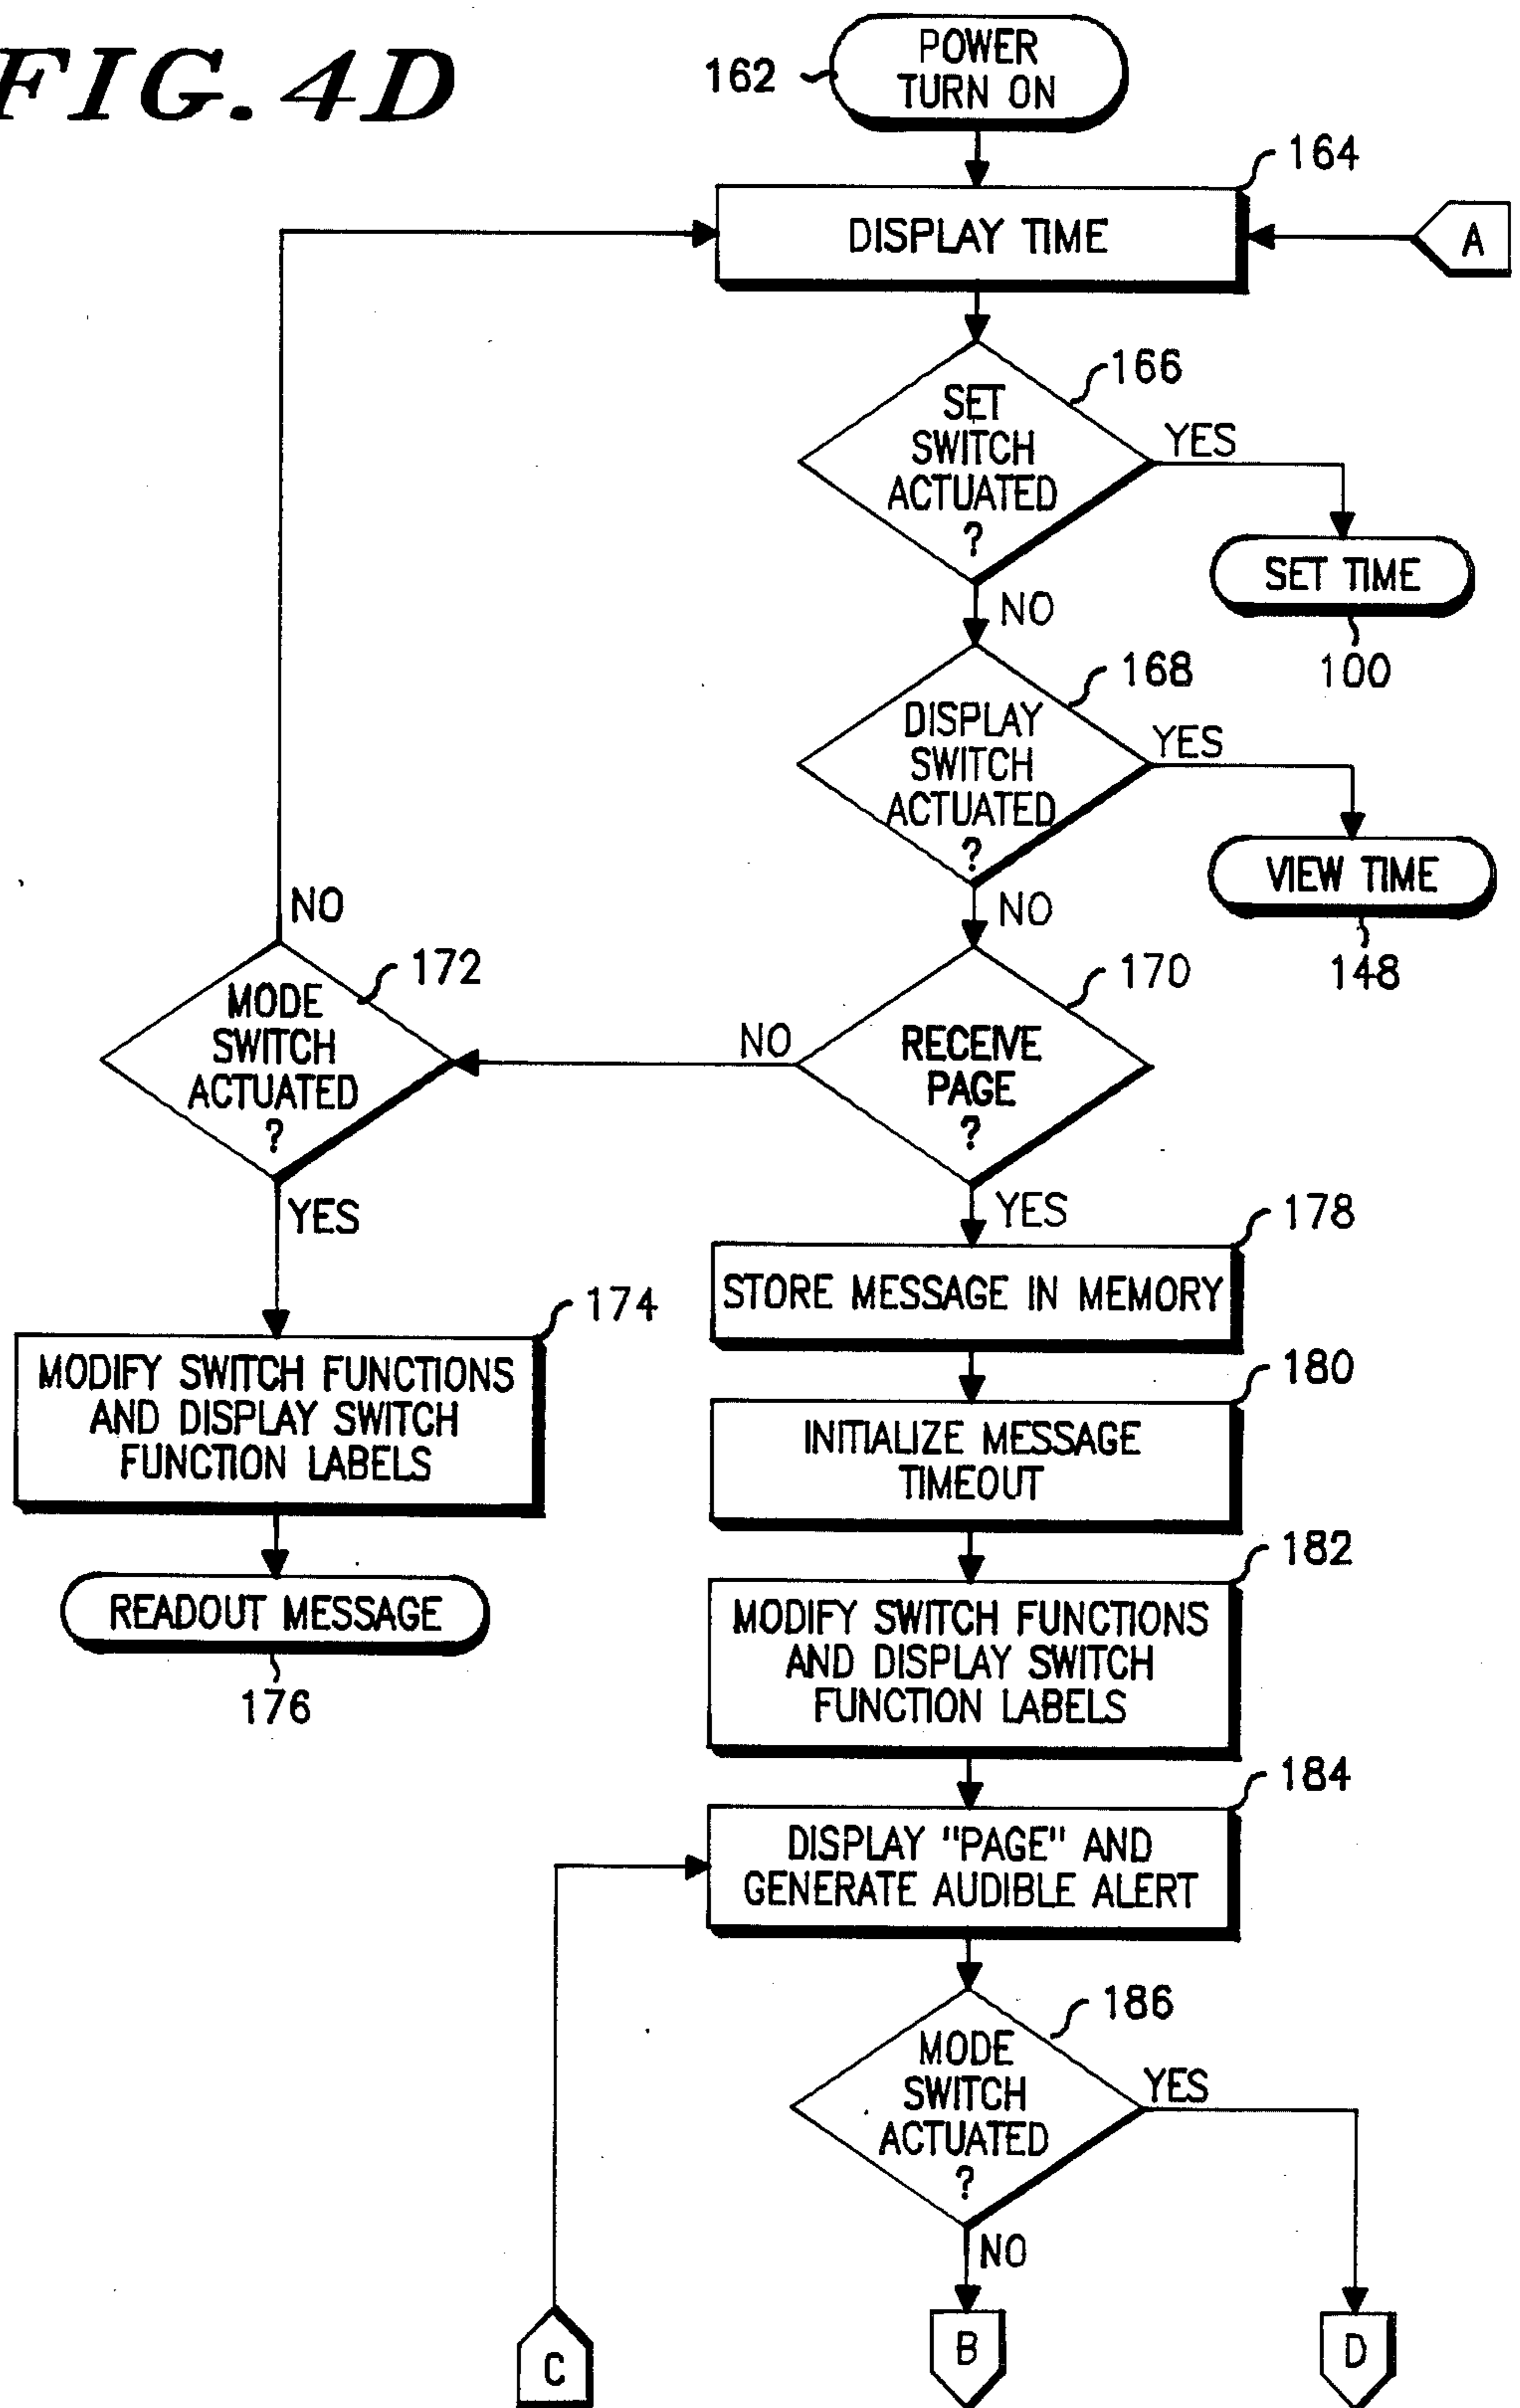 FIG. 4D
POWER
TURN ON
162
164
DISPLAY TIME
A
166
SET
SWITCH
ACTUATED
?
YES
SET TIME
100
NO
168
DISPLAY
SWITCH
ACTUATED
?
YES
VIEW TIME
148
NO
170
RECEIVE
PAGE
?
NO
172
MODE
SWITCH
ACTUATED
?
NO
YES
174
MODIFY SWITCH FUNCTIONS
AND DISPLAY SWITCH
FUNCTION LABELS
READOUT MESSAGE
176
YES
178
STORE MESSAGE IN MEMORY
180
INITIALIZE MESSAGE
TIMEOUT
182
MODIFY SWITCH FUNCTIONS
AND DISPLAY SWITCH
FUNCTION LABELS
184
DISPLAY "PAGE" AND
GENERATE AUDIBLE ALERT
186
MODE
SWITCH
ACTUATED
?
YES
NO
C
B
D